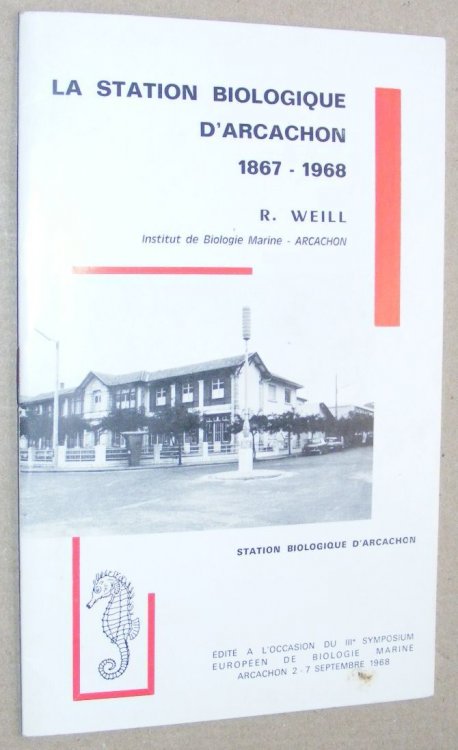 LA STATION BIOLOGIQUE
D'ARCACHON
1867 - 1968
R. WEILL
Institut de Biologie Marine - ARCACHON
STATION BIOLOGIQUE D'ARCACHON
EDITE A L'OCCASION DU IIIᵉ SYMPOSIUM
EUROPÉEN DE BIOLOGIE MARINE
ARCACHON 2 - 7 SEPTEMBRE 1968